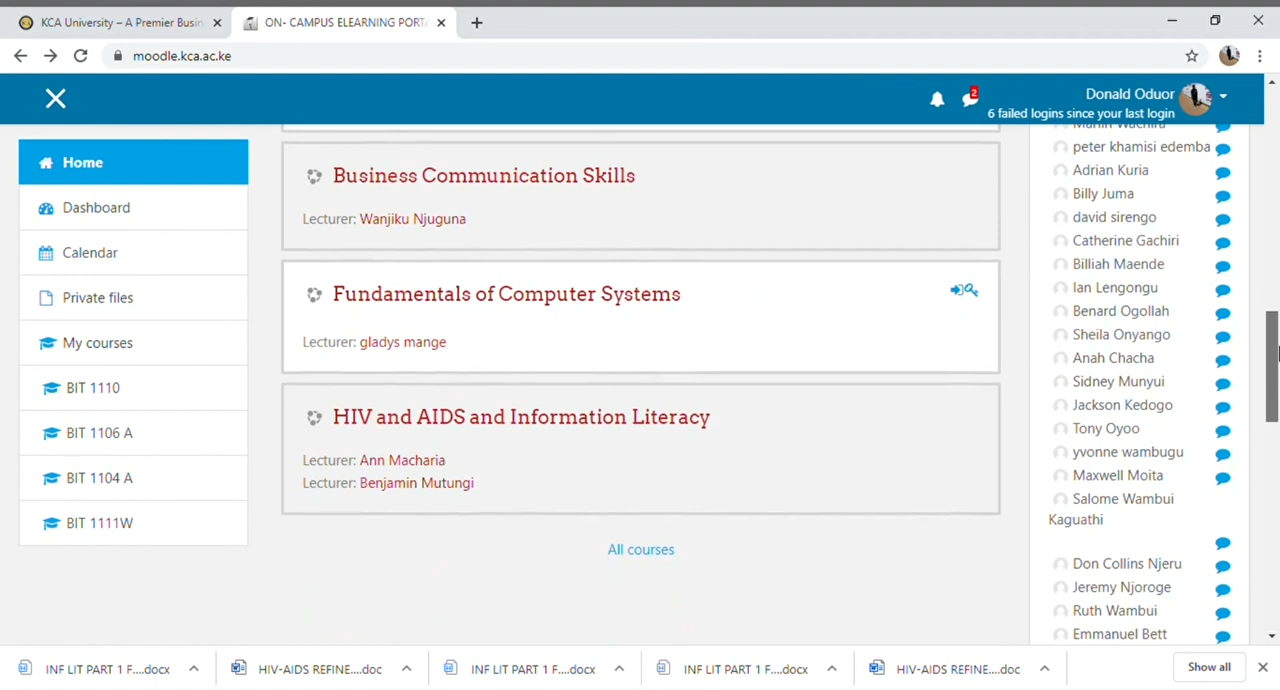 KCA University – A Premier Busin
ON- CAMPUS ELEARNING PORTA
moodle.kca.ac.ke
2
Donald Oduor
6 failed logins since your last login
Home
Dashboard
Calendar
Private files
My courses
BIT 1110
BIT 1106 A
BIT 1104 A
BIT 1111W
Business Communication Skills
Lecturer: Wanjiku Njuguna
Fundamentals of Computer Systems
Lecturer: gladys mange
HIV and AIDS and Information Literacy
Lecturer: Ann Macharia
Lecturer: Benjamin Mutungi
All courses
peter khamisi edemba
Adrian Kuria
Billy Juma
david sirengo
Catherine Gachiri
Billiah Maende
Ian Lengongu
Benard Ogollah
Sheila Onyango
Anah Chacha
Sidney Munyui
Jackson Kedogo
Tony Oyoo
yvonne wambugu
Maxwell Moita
Salome Wambui
Kaguathi
Don Collins Njeru
Jeremy Njoroge
Ruth Wambui
Emmanuel Bett
INF LIT PART 1 F....docx
HIV-AIDS REFINE....doc
INF LIT PART 1 F....docx
INF LIT PART 1 F....docx
HIV-AIDS REFINE....doc
Show all